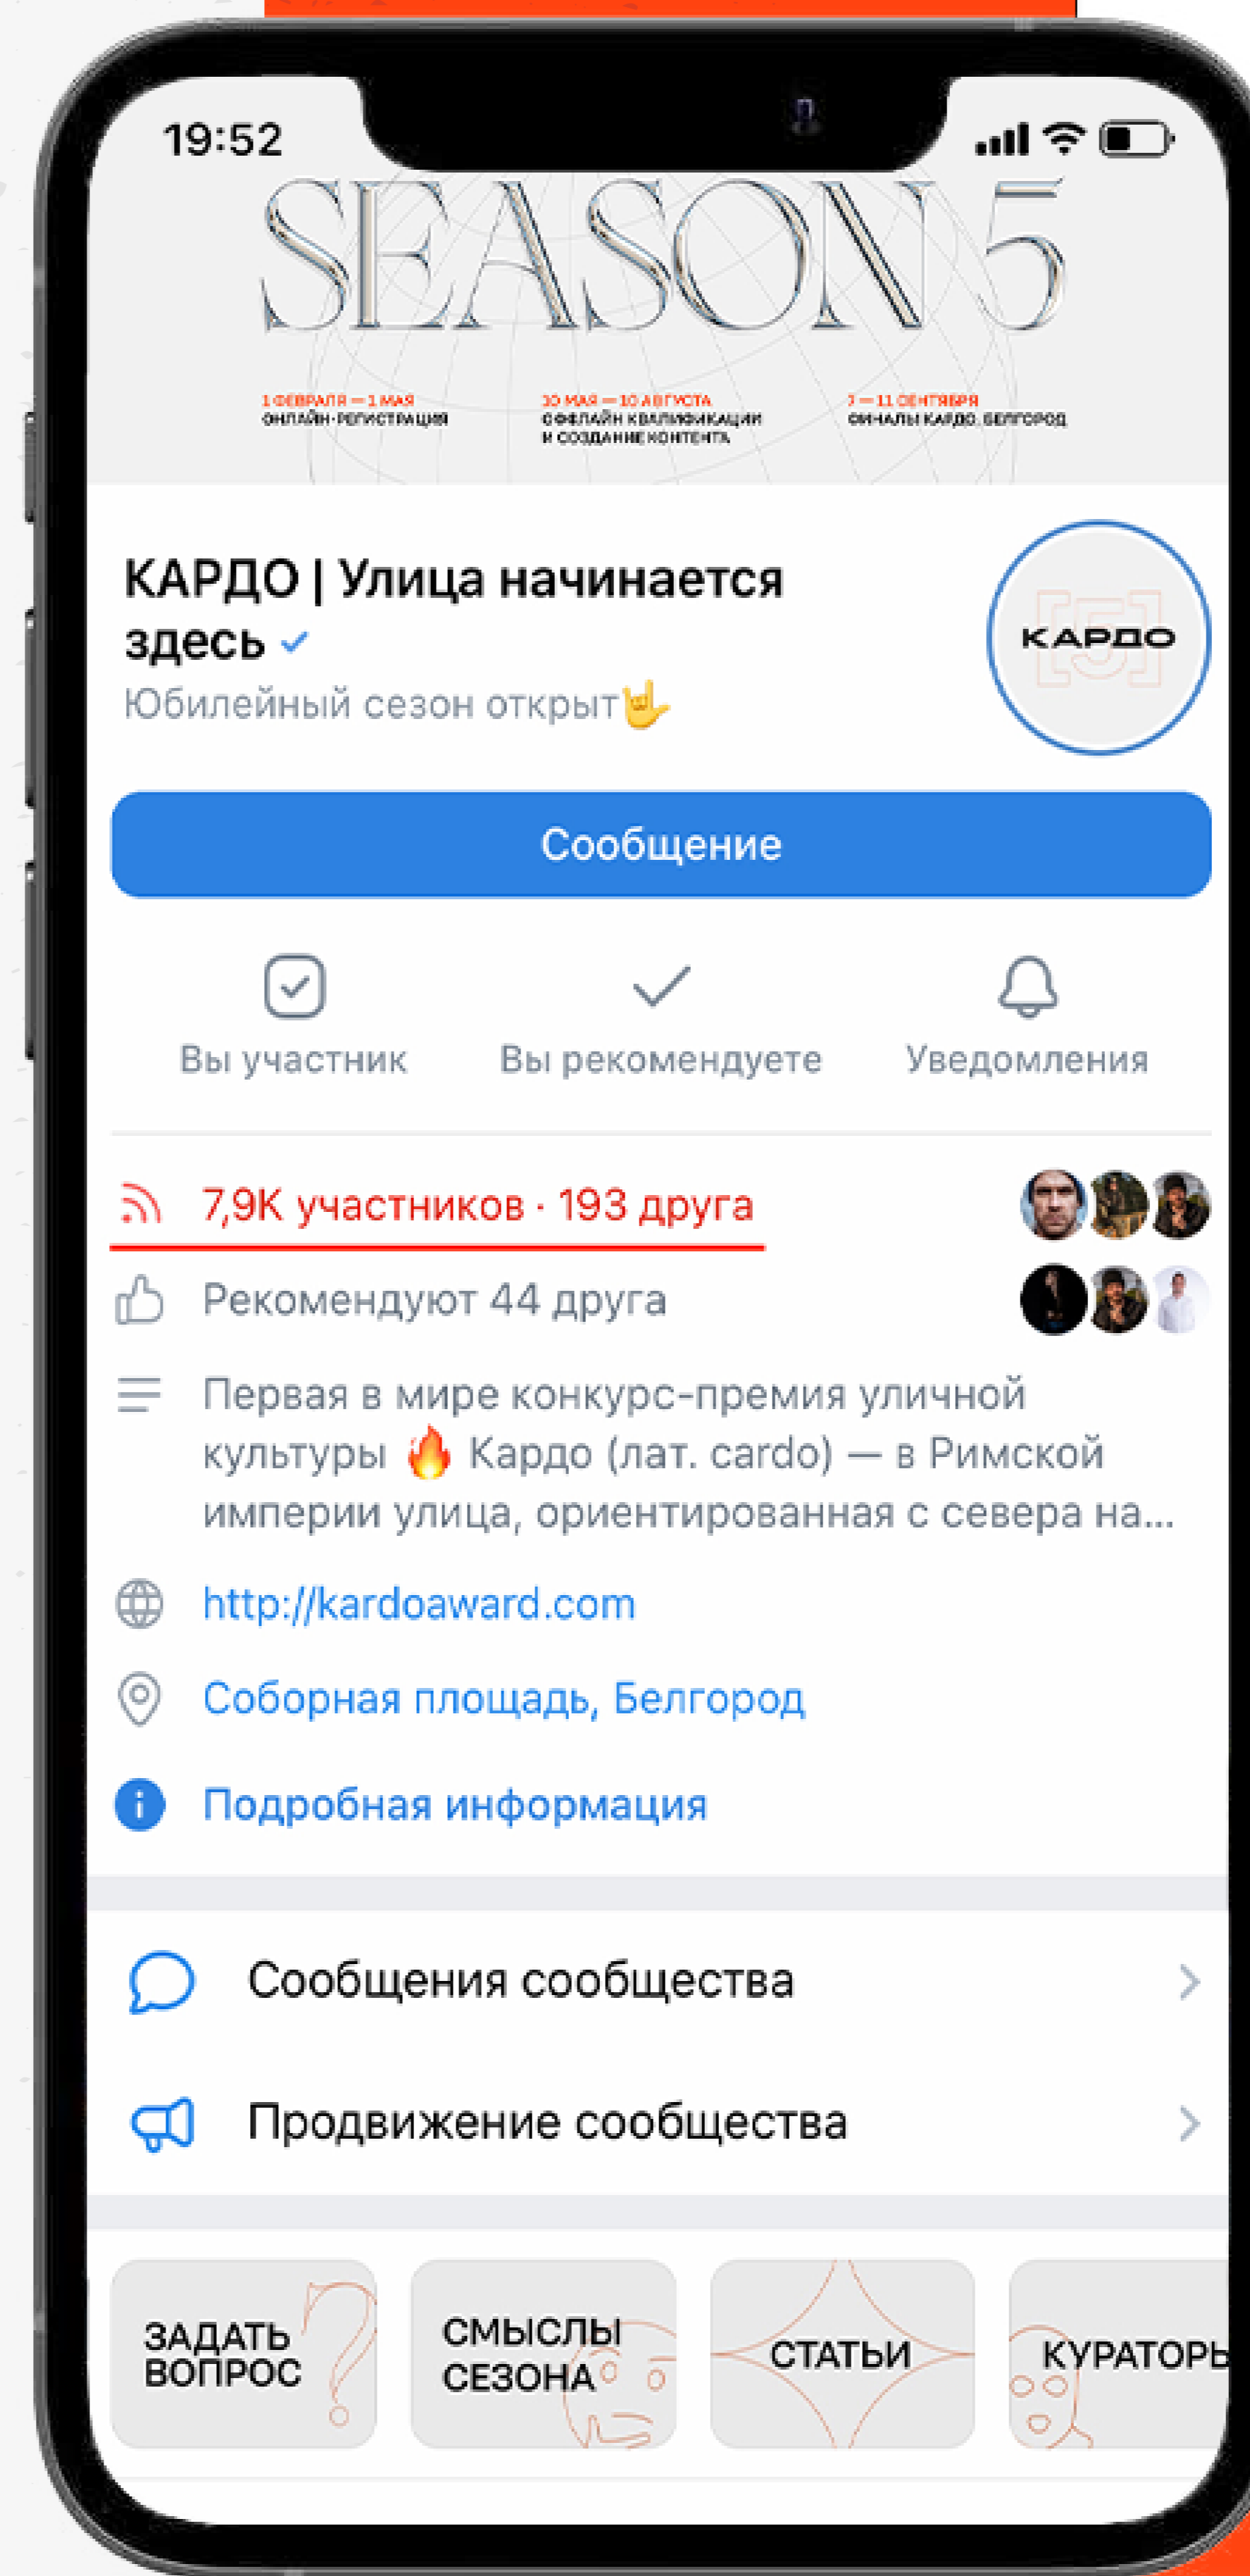 19:52
SEASON 5
1 ФЕВРАЛЯ — 1 МАЯ
ОНЛАЙН-РЕГИСТРАЦИЯ
10 МАЯ — 10 АВГУСТА
ОФФЛАЙН КВАЛИФИКАЦИИ
И СОЗДАНИЕ КОНТЕНТА
7 — 11 СЕНТЯБРЯ
ФИНАЛЫ КАРДО, БЕЛГОРОД
КАРДО | Улица начинается
здесь
Юбилейный сезон открыт🤟
[5]
КАРДО
Сообщение
Вы участник
Вы рекомендуете
Уведомления
7,9K участников · 193 друга
Рекомендуют 44 друга
Первая в мире конкурс-премия уличной
культуры 🔥 Кардо (лат. cardo) — в Римской
империи улица, ориентированная с севера на...
http://kardoaward.com
Соборная площадь, Белгород
Подробная информация
Сообщения сообщества
Продвижение сообщества
ЗАДАТЬ
ВОПРОС
СМЫСЛЫ
СЕЗОНА
СТАТЬИ
КУРАТОРЫ